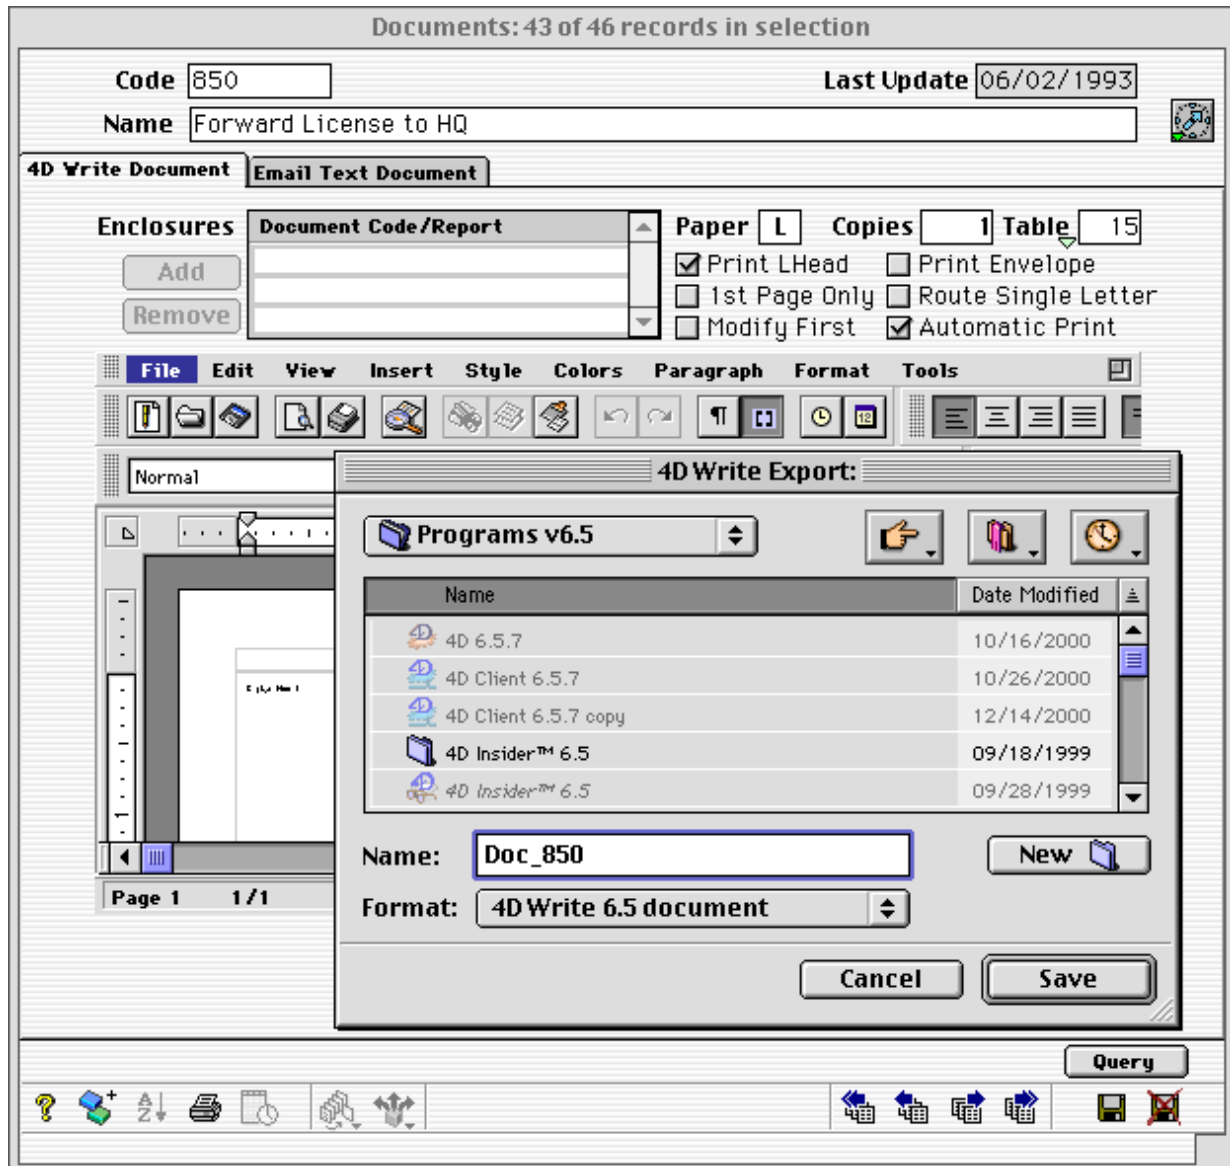 Documents: 43 of 46 records in selection
Code 850 Last Update 06/02/1993
Name Forward License to HQ
4D Write Document Email Text Document
Enclosures Document Code/Report Paper L Copies 1 Table 15
Add Print LHead Print Envelope
1st Page Only Route Single Letter
Remove Modify First Automatic Print
File Edit View Insert Style Colors Paragraph Format Tools
12
Normal
4D Write Export:
Programs v6.5
Name Date Modified
4D 6.5.7 10/16/2000
4D Client 6.5.7 10/26/2000
4D Client 6.5.7 copy 12/14/2000
4D Insider™ 6.5 09/18/1999
4D Insider™ 6.5 09/28/1999
Name: Doc_850 New
Format: 4D Write 6.5 document
Page 1 1/1
Cancel Save
Query